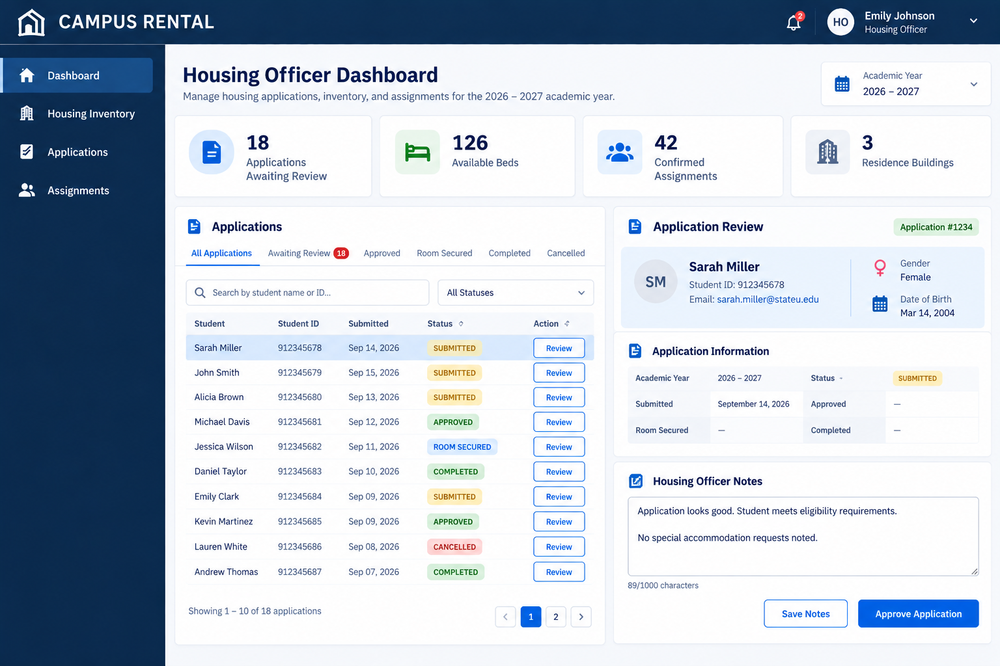 CAMPUS RENTAL
2
HO
Emily Johnson
Housing Officer
Dashboard
Housing Inventory
Applications
Assignments
Housing Officer Dashboard
Manage housing applications, inventory, and assignments for the 2026 – 2027 academic year.
Academic Year
2026 – 2027
18
Applications
Awaiting Review
126
Available Beds
42
Confirmed
Assignments
3
Residence Buildings
Applications
All Applications Awaiting Review 18 Approved Room Secured Completed Cancelled
Search by student name or ID...
All Statuses
Student Student ID Submitted Status Action
Sarah Miller 912345678 Sep 14, 2026 SUBMITTED Review
John Smith 912345679 Sep 15, 2026 SUBMITTED Review
Alicia Brown 912345680 Sep 13, 2026 SUBMITTED Review
Michael Davis 912345681 Sep 12, 2026 APPROVED Review
Jessica Wilson 912345682 Sep 11, 2026 ROOM SECURED Review
Daniel Taylor 912345683 Sep 10, 2026 COMPLETED Review
Emily Clark 912345684 Sep 09, 2026 SUBMITTED Review
Kevin Martinez 912345685 Sep 09, 2026 APPROVED Review
Lauren White 912345686 Sep 08, 2026 CANCELLED Review
Andrew Thomas 912345687 Sep 07, 2026 COMPLETED Review
Showing 1 – 10 of 18 applications
1 2
Application Review
Application #1234
SM
Sarah Miller
Student ID: 912345678
Email: sarah.miller@stateu.edu
Gender
Female
Date of Birth
Mar 14, 2004
Application Information
Academic Year 2026 – 2027 Status SUBMITTED
Submitted September 14, 2026 Approved —
Room Secured — Completed —
Housing Officer Notes
Application looks good. Student meets eligibility requirements.
No special accommodation requests noted.
89/1000 characters
Save Notes
Approve Application